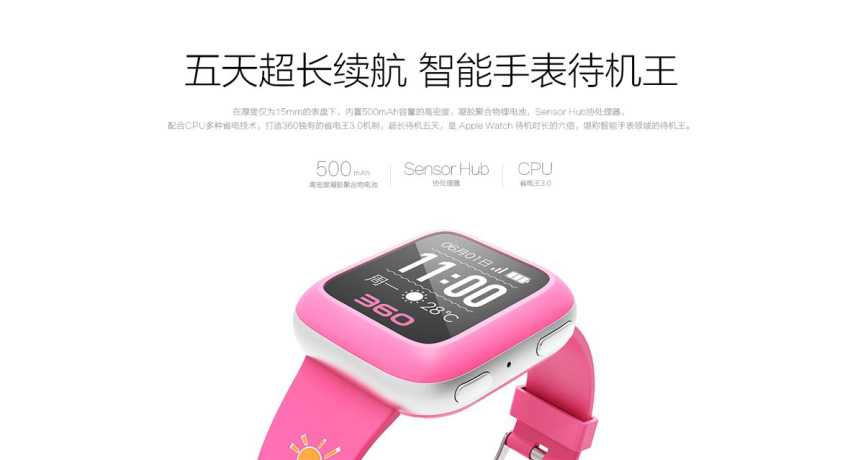 五天超长续航 智能手表待机王
在厚度仅为15mm的表盘下，内置500mAh容量的高密度，凝胶聚合物锂电池，Sensor Hub协处理器，
配合CPU多种省电技术，打造360独有的省电王3.0机制，超长待机五天，是 Apple Watch 待机时长的六倍，堪称智能手表领域的待机王。
500 mAh
高密度凝胶聚合物电池
Sensor Hub
协处理器
CPU
省电王3.0
06月01日
11:00
周一 28℃
360